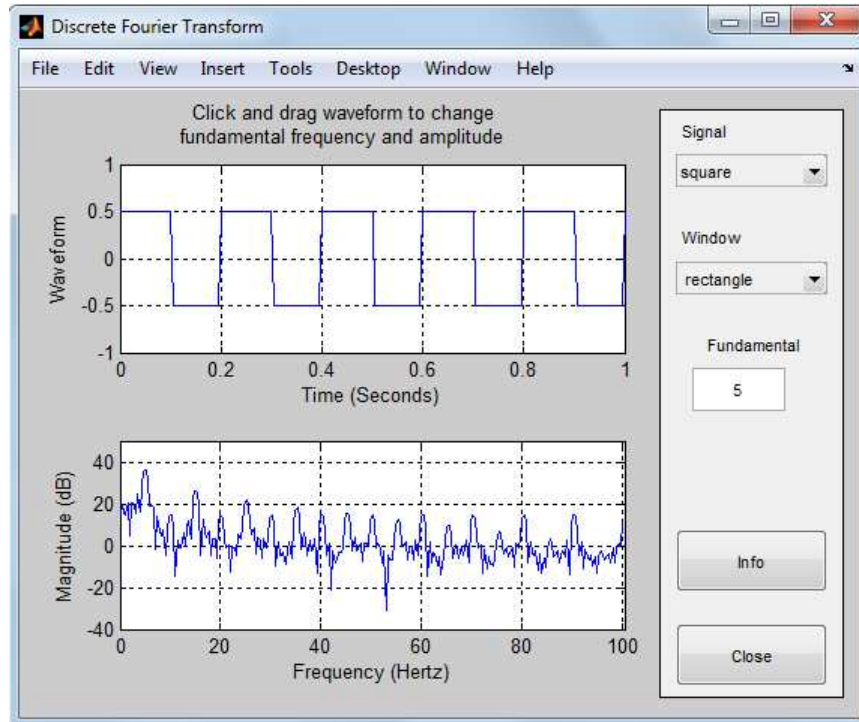 Discrete Fourier Transform
File Edit View Insert Tools Desktop Window Help
Click and drag waveform to change
fundamental frequency and amplitude
Waveform
1
0.5
0
-0.5
-1
0 0.2 0.4 0.6 0.8 1
Time (Seconds)
Magnitude (dB)
40
20
0
-20
-40
0 20 40 60 80 100
Frequency (Hertz)
Signal
square
Window
rectangle
Fundamental
5
Info
Close